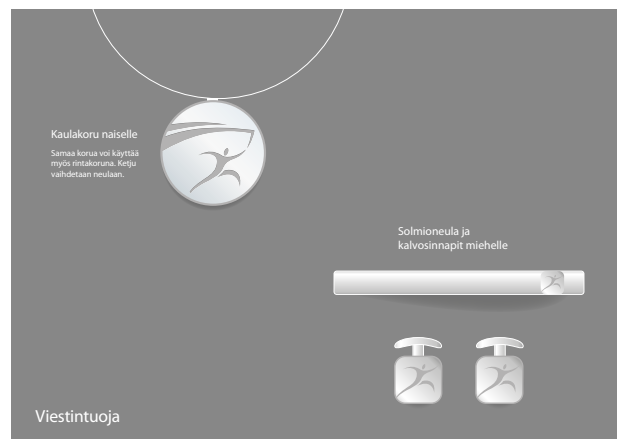 Kaulakoru naiselle
Samaa korua voi käyttää
myös rintakoruna. Ketju
vaihdetaan neulaan.
Solmioneula ja
kalvosinnapit miehelle
Viestintuoja